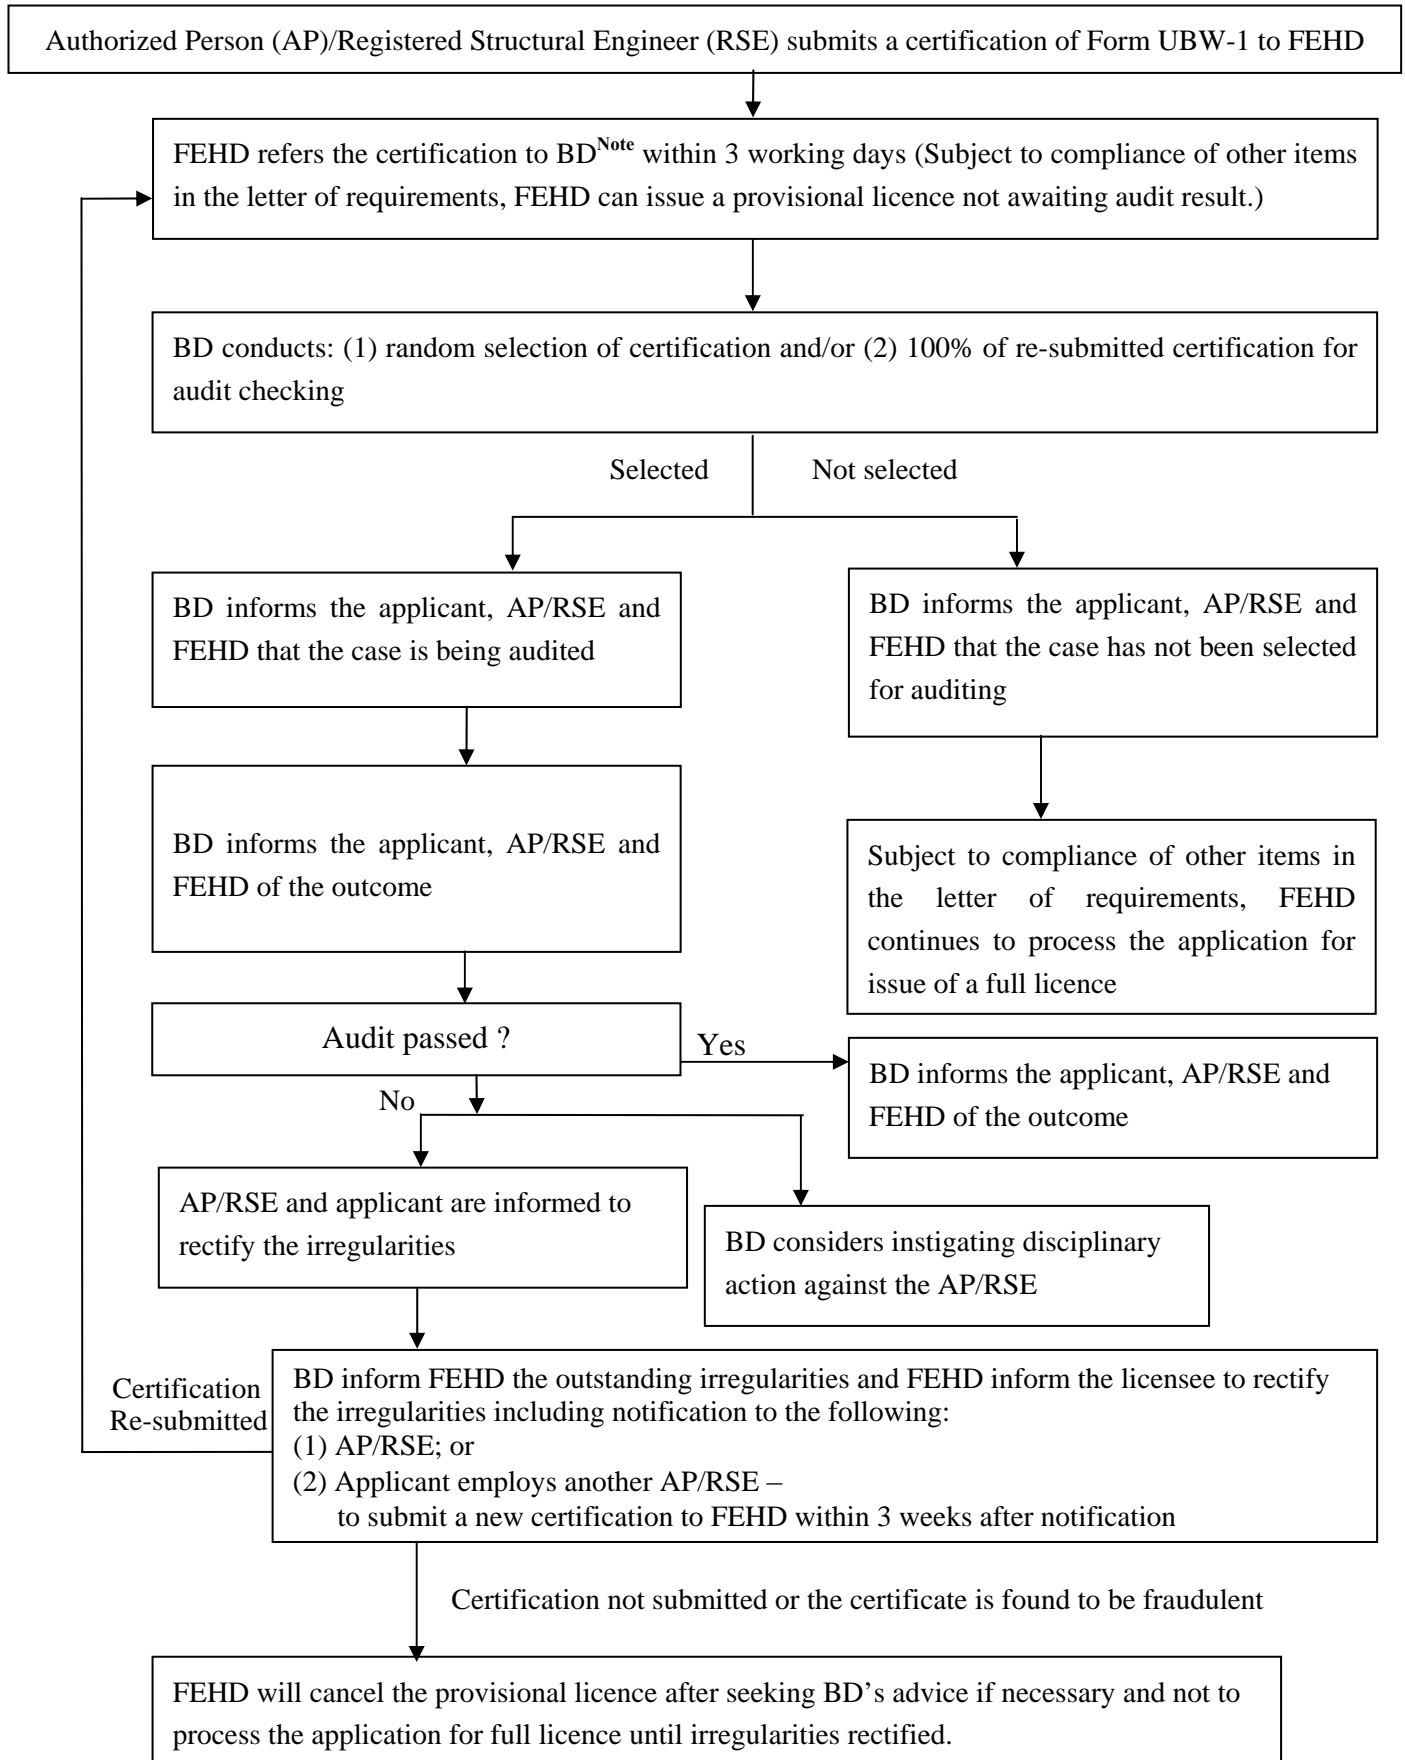 Authorized Person (AP)/Registered Structural Engineer (RSE) submits a certification of Form UBW-1 to FEHD
FEHD refers the certification to BDNote within 3 working days (Subject to compliance of other items
in the letter of requirements, FEHD can issue a provisional licence not awaiting audit result.)
BD conducts: (1) random selection of certification and/or (2) 100% of re-submitted certification for
audit checking
Selected
Not selected
BD informs the applicant, AP/RSE and
FEHD that the case is being audited
BD informs the applicant, AP/RSE and
FEHD that the case has not been selected
for auditing
BD informs the applicant, AP/RSE and
FEHD of the outcome
Subject to compliance of other items in
the letter of requirements, FEHD
continues to process the application for
issue of a full licence
Audit passed ?
Yes
BD informs the applicant, AP/RSE and
FEHD of the outcome
No
AP/RSE and applicant are informed to
rectify the irregularities
BD considers instigating disciplinary
action against the AP/RSE
Certification
Re-submitted
BD inform FEHD the outstanding irregularities and FEHD inform the licensee to rectify
the irregularities including notification to the following:
(1) AP/RSE; or
(2) Applicant employs another AP/RSE –
to submit a new certification to FEHD within 3 weeks after notification
Certification not submitted or the certificate is found to be fraudulent
FEHD will cancel the provisional licence after seeking BD’s advice if necessary and not to
process the application for full licence until irregularities rectified.